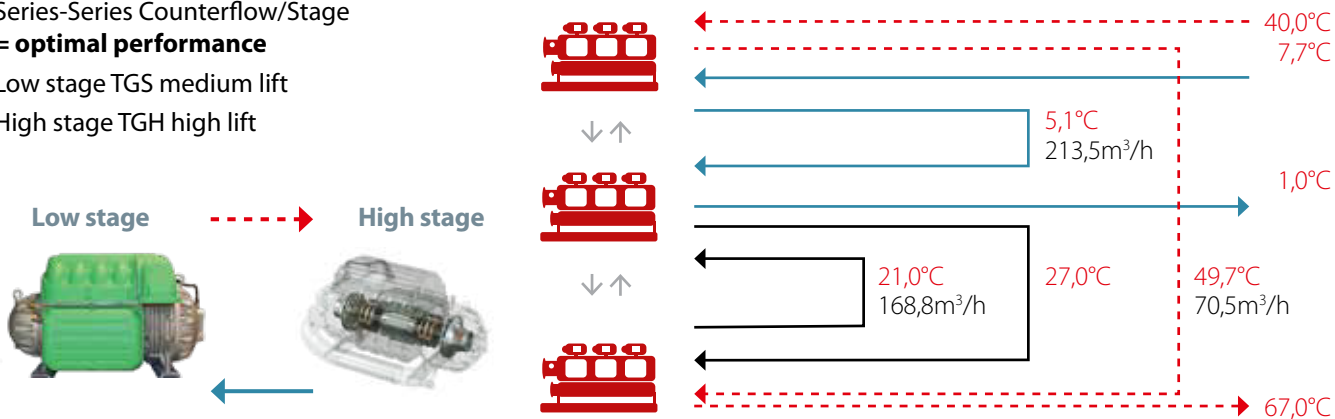 Series-Series Counterflow/Stage
= optimal performance
Low stage TGS medium lift
High stage TGH high lift
Low stage
High stage
40,0°C
7,7°C
5,1°C
213,5m³/h
1,0°C
21,0°C
168,8m³/h
27,0°C
49,7°C
70,5m³/h
67,0°C